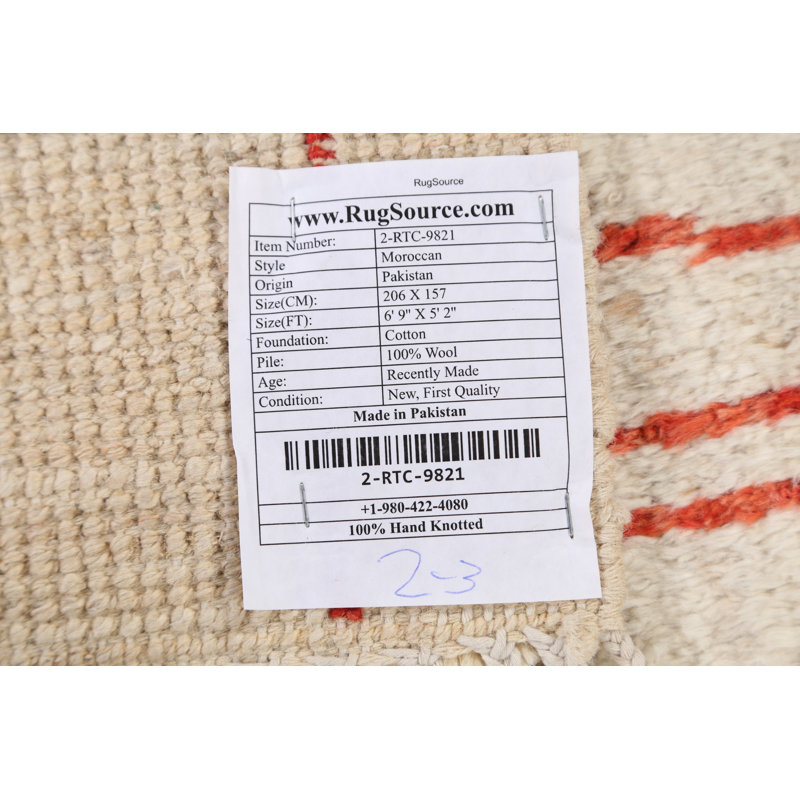 RugSource
www.RugSource.com
Item Number: 2-RTC-9821
Style Moroccan
Origin Pakistan
Size(CM): 206 X 157
Size(FT): 6' 9" X 5' 2"
Foundation: Cotton
Pile: 100% Wool
Age: Recently Made
Condition: New, First Quality
Made in Pakistan
2-RTC-9821
+1-980-422-4080
100% Hand Knotted
2-3